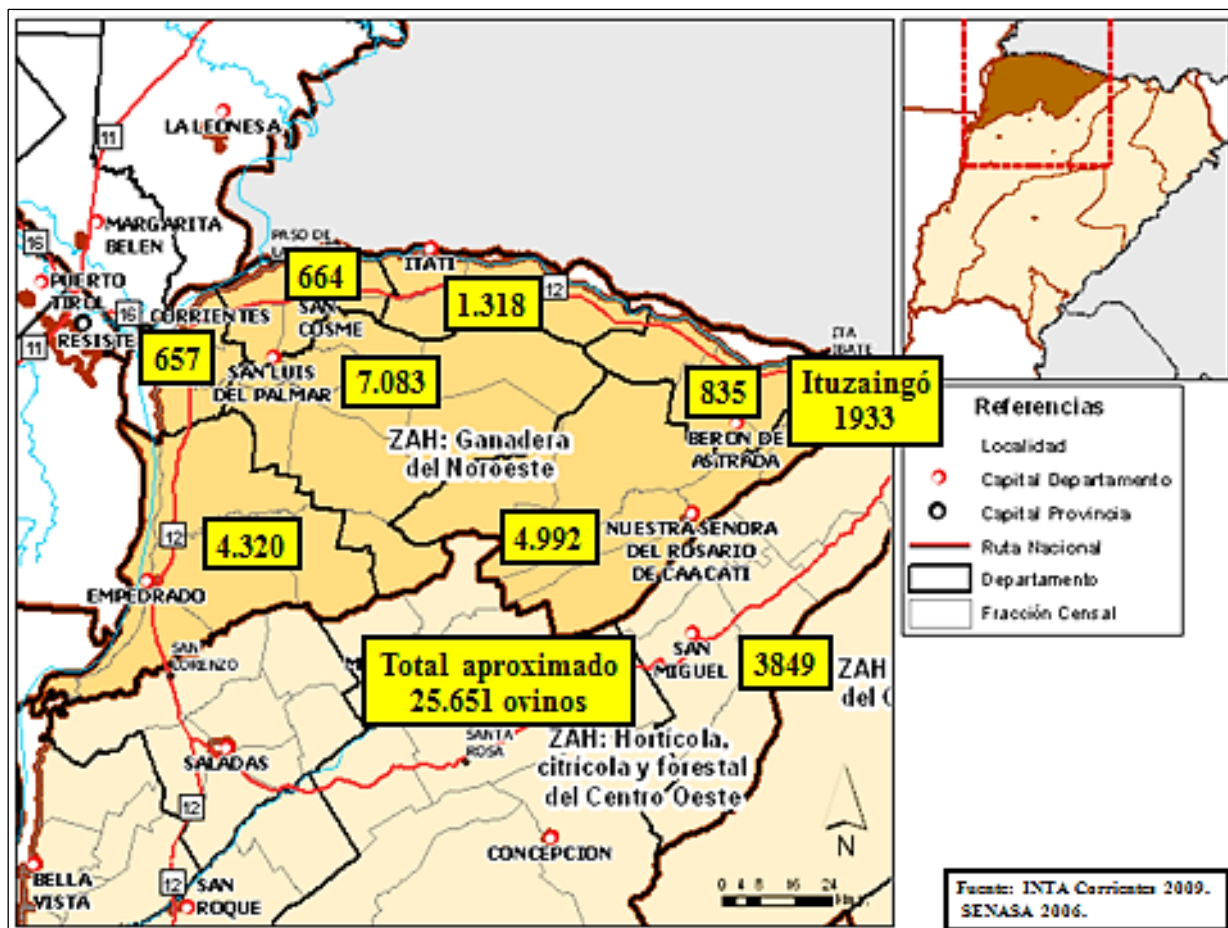 11
LA LEONESA
MARGARITA
BELEN
16
PUERTO
TIROL
16
CORRIENTES
RESISTE
11
PASO DE
ITATI
664
SAN
COSME
1.318
12
ITA
IBATE
657
SAN LUIS
DEL PALMAR
7.083
835
Ituzaingó
1933
BERON DE
ASTRADA
ZAH: Ganadera
del Noroeste
12
4.320
4.992
NUESTRA SENORA
DEL ROSARIO
DE CAACATI
EMPEDRADO
SAN
LORENZO
Total aproximado
25.651 ovinos
SAN
MIGUEL
3849
ZAH
del C
SALADAS
SANTA
ROSA
ZAH: Hortícola,
citrícola y forestal
del Centro Oeste
12
CONCEPCION
N
BELLA
VISTA
12
SAN
ROQUE
0 4 8 16 24
Km
Referencias
Localidad
Capital Departamento
Capital Provincia
Ruta Nacional
Departamento
Fracción Censal
Fuente: INTA Corrientes 2009.
SENASA 2006.